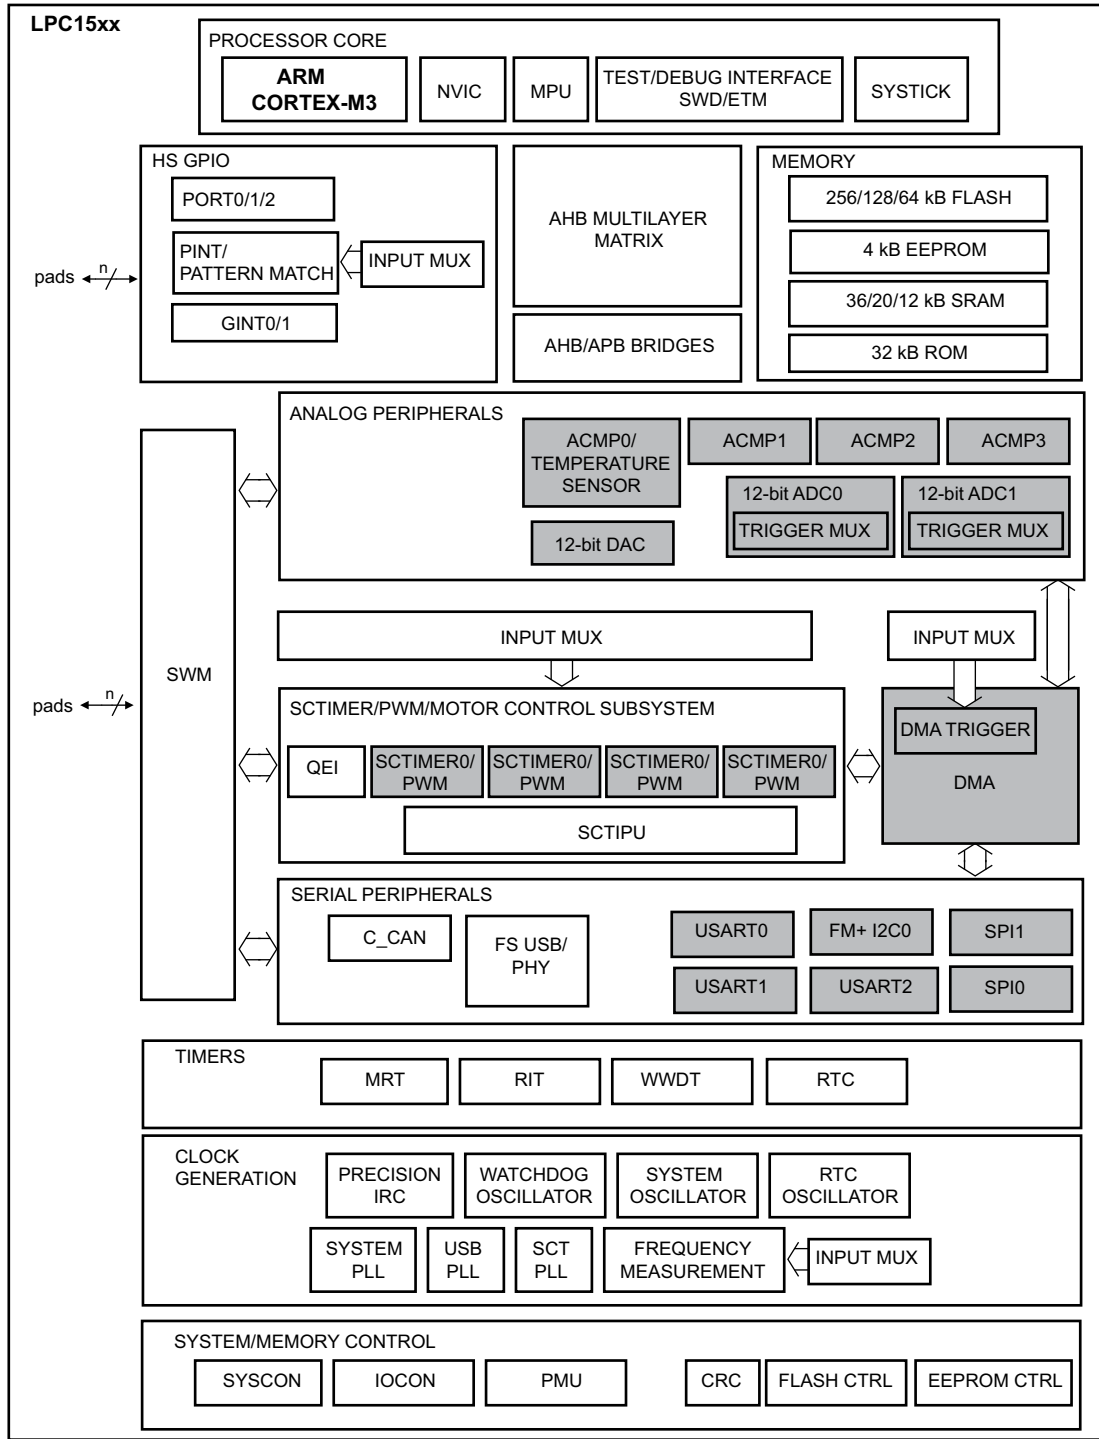 LPC15xx
PROCESSOR CORE
ARM
CORTEX-M3
NVIC
MPU
TEST/DEBUG INTERFACE
SWD/ETM
SYSTICK
HS GPIO
PORT0/1/2
PINT/
PATTERN MATCH
INPUT MUX
GINT0/1
pads
n
AHB MULTILAYER
MATRIX
AHB/APB BRIDGES
MEMORY
256/128/64 kB FLASH
4 kB EEPROM
36/20/12 kB SRAM
32 kB ROM
ANALOG PERIPHERALS
ACMP0/
TEMPERATURE
SENSOR
ACMP1
ACMP2
ACMP3
12-bit DAC
12-bit ADC0
TRIGGER MUX
12-bit ADC1
TRIGGER MUX
SWM
pads
n
INPUT MUX
INPUT MUX
SCTIMER/PWM/MOTOR CONTROL SUBSYSTEM
QEI
SCTIMER0/
PWM
SCTIMER0/
PWM
SCTIMER0/
PWM
SCTIMER0/
PWM
SCTIPU
DMA TRIGGER
DMA
SERIAL PERIPHERALS
C_CAN
FS USB/
PHY
USART0
FM+ I2C0
SPI1
USART1
USART2
SPI0
TIMERS
MRT
RIT
WWDT
RTC
CLOCK
GENERATION
PRECISION
IRC
WATCHDOG
OSCILLATOR
SYSTEM
OSCILLATOR
RTC
OSCILLATOR
SYSTEM
PLL
USB
PLL
SCT
PLL
FREQUENCY
MEASUREMENT
INPUT MUX
SYSTEM/MEMORY CONTROL
SYSCON
IOCON
PMU
CRC
FLASH CTRL
EEPROM CTRL